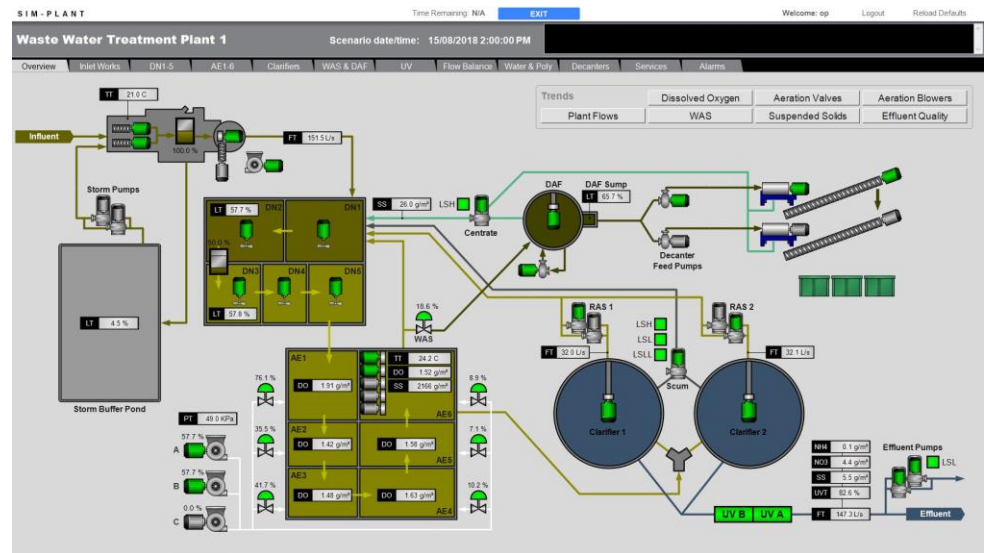 SIM-PLANT
Time Remaining: N/A
EXIT
Welcome: op
Logout
Reload Defaults
Waste Water Treatment Plant 1
Scenario date/time: 15/08/2018 2:00:00 PM
Overview
Inlet Works
DN1-5
AE1-6
Clarifiers
WAS & DAF
UV
Flow Balance
Water & Poly
Decanters
Services
Alarms
Trends
Dissolved Oxygen
Aeration Valves
Aeration Blowers
Plant Flows
WAS
Suspended Solids
Effluent Quality
TT 21.0 C
Influent
100.0 %
FT 151.5 L/s
Storm Pumps
LT 4.5 %
Storm Buffer Pond
LT 57.7 %
DN2
DN1
50.0 %
DN3
DN4
DN5
LT 57.8 %
SS 26.0 g/m³
LSH
Centrate
DAF
DAF Sump
LT 65.7 %
Decanter
Feed Pumps
18.6 %
WAS
RAS 1
RAS 2
LSH
LSL
LSLL
FT 32.0 L/s
FT 32.1 L/s
Scum
Clarifier 1
Clarifier 2
AE1
TT 24.2 C
DO 1.52 g/m³
SS 2166 g/m³
DO 1.91 g/m³
AE6
76.1 %
8.9 %
AE2
DO 1.42 g/m³
DO 1.58 g/m³
AE5
35.5 %
7.1 %
AE3
DO 1.48 g/m³
DO 1.63 g/m³
AE4
41.7 %
10.2 %
PT 49.0 KPa
57.7 %
A
57.7 %
B
0.0 %
C
NH4 0.1 g/m³
NO3 4.4 g/m³
SS 5.5 g/m³
UVT 82.6 %
FT 147.3 L/s
Effluent Pumps
LSL
UV B
UV A
Effluent